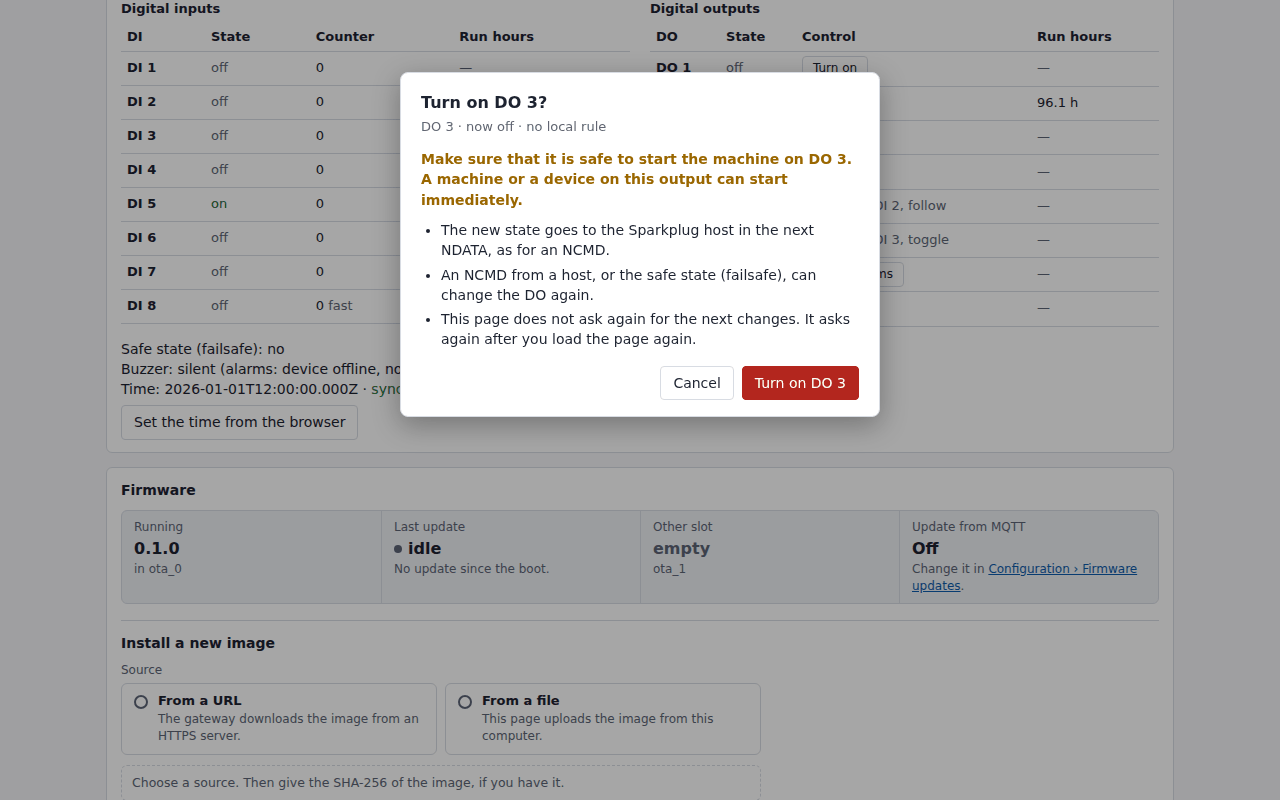 Digital inputs
DI State Counter Run hours
DI 1 off 0 —
DI 2 off 0
DI 3 off 0
DI 4 off 0
DI 5 on 0
DI 6 off 0
DI 7 off 0
DI 8 off 0 fast
Safe state (failsafe): no
Buzzer: silent (alarms: device offline, no
Time: 2026-01-01T12:00:00.000Z · sync
Set the time from the browser
Digital outputs
DO State Control Run hours
DO 1 off Turn on —
96.1 h
—
—
DI 2, follow —
DI 3, toggle —
ms —
—
Turn on DO 3?
DO 3 · now off · no local rule
Make sure that it is safe to start the machine on DO 3.
A machine or a device on this output can start
immediately.
• The new state goes to the Sparkplug host in the next
NDATA, as for an NCMD.
• An NCMD from a host, or the safe state (failsafe), can
change the DO again.
• This page does not ask again for the next changes. It asks
again after you load the page again.
Cancel Turn on DO 3
Firmware
Running
0.1.0
in ota_0
Last update
idle
No update since the boot.
Other slot
empty
ota_1
Update from MQTT
Off
Change it in Configuration › Firmware
updates.
Install a new image
Source
From a URL
The gateway downloads the image from an
HTTPS server.
From a file
This page uploads the image from this
computer.
Choose a source. Then give the SHA-256 of the image, if you have it.